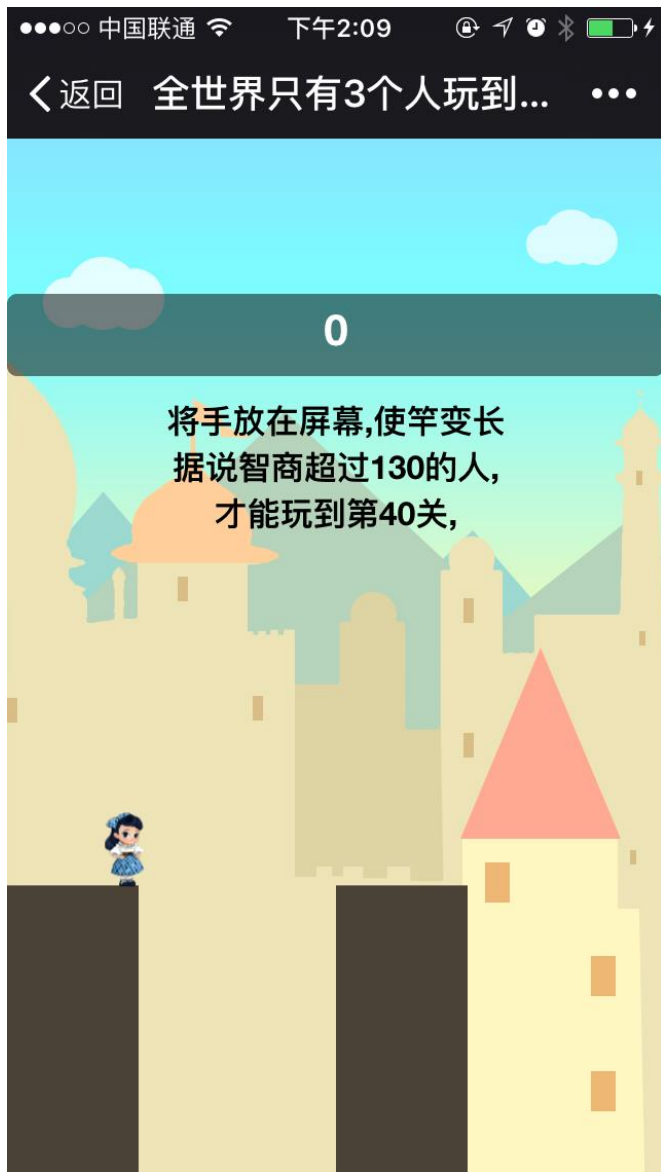 中国联通 下午2:09
返回 全世界只有3个人玩到...
0
将手放在屏幕,使竿变长
据说智商超过130的人,
才能玩到第40关,